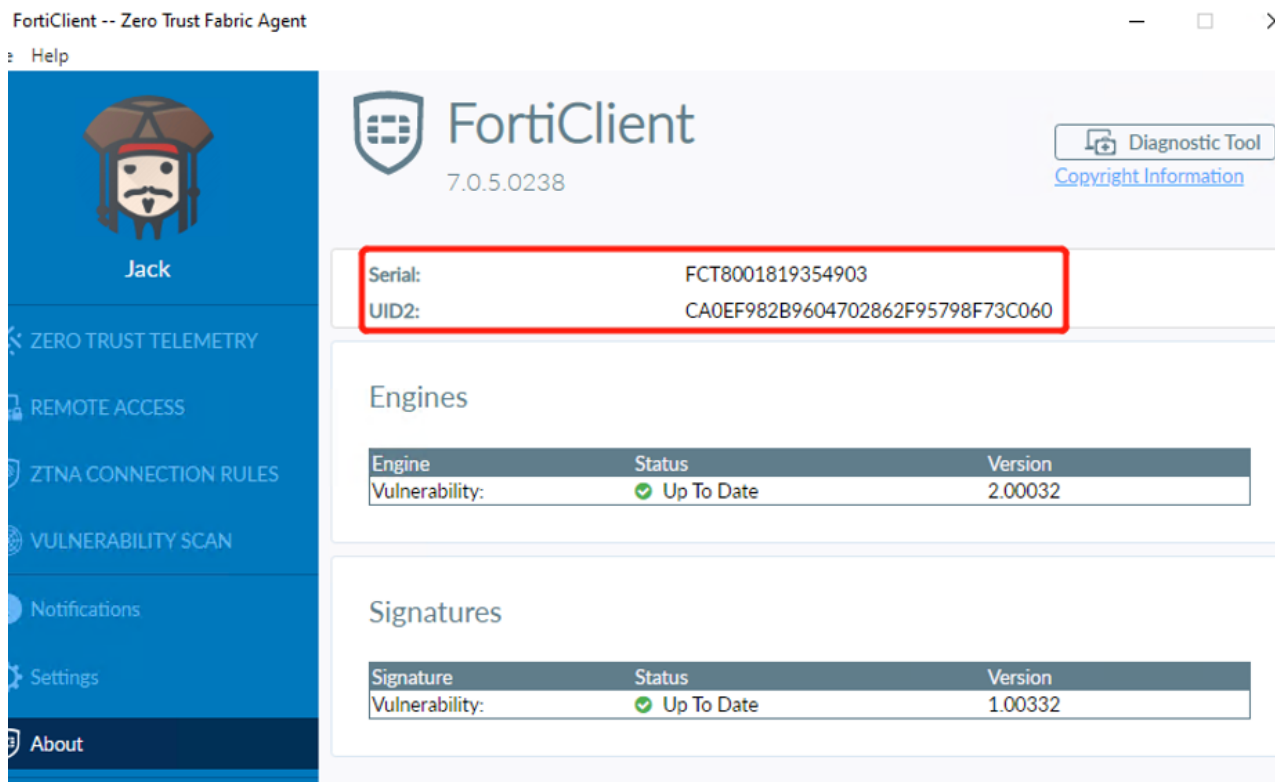 FortiClient -- Zero Trust Fabric Agent
Help
Jack
ZERO TRUST TELEMETRY
REMOTE ACCESS
ZTNA CONNECTION RULES
VULNERABILITY SCAN
Notifications
Settings
About
FortiClient
7.0.5.0238
Diagnostic Tool
Copyright Information
Serial: FCT8001819354903
UID2: CA0EF982B9604702862F95798F73C060
Engines
Engine Status Version
Vulnerability: Up To Date 2.00032
Signatures
Signature Status Version
Vulnerability: Up To Date 1.00332